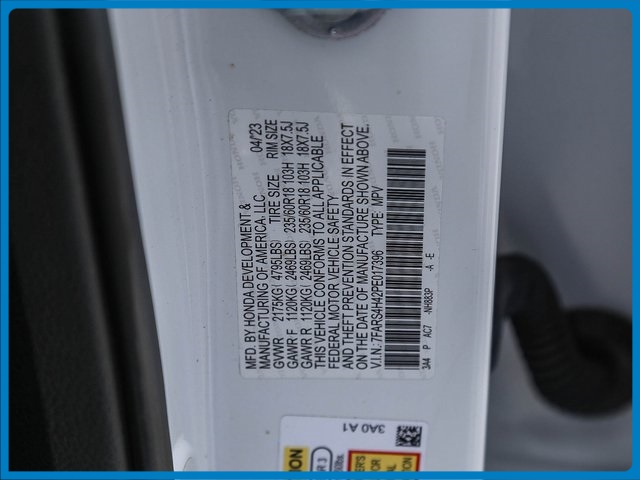 MFD. BY HONDA DEVELOPMENT & 04/'23
MANUFACTURING OF AMERICA, LLC
GVWR 2175KG( 4795LBS) TIRE SIZE RIM SIZE
GAWR F 1120KG( 2469LBS) 235/60R18 103H 18X7.5J
GAWR R 1120KG( 2469LBS) 235/60R18 103H 18X7.5J
THIS VEHICLE CONFORMS TO ALL APPLICABLE
FEDERAL MOTOR VEHICLE SAFETY
AND THEFT PREVENTION STANDARDS IN EFFECT
ON THE DATE OF MANUFACTURE SHOWN ABOVE.
V.I.N.:7FARS4H42PE017396 TYPE: MPV
3A4 P AC7 -NH883P -A -E
3A0 A1
ION
R 3